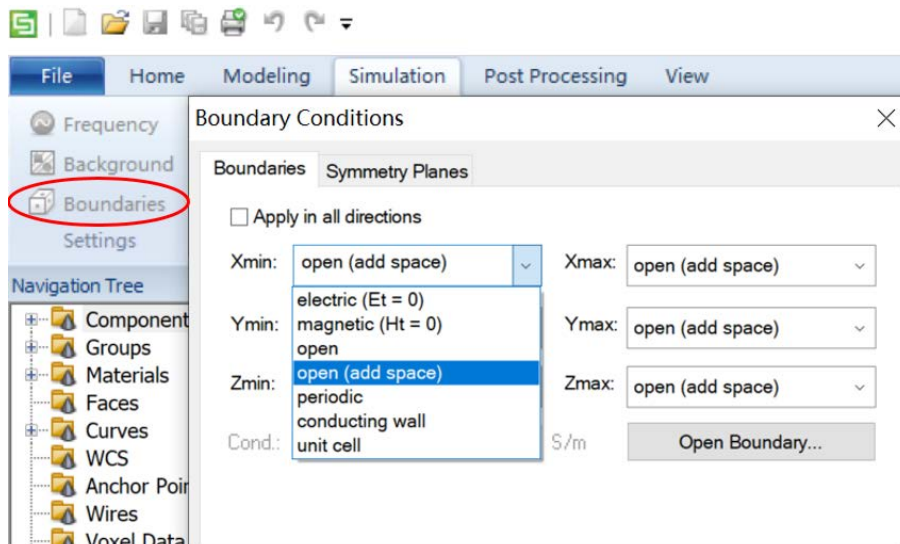 File Home Modeling Simulation Post Processing View
Frequency
Background
Boundaries
Settings
Navigation Tree
Component
Groups
Materials
Faces
Curves
WCS
Anchor Poin
Wires
Voxel Data
Boundary Conditions
Boundaries Symmetry Planes
Apply in all directions
Xmin: open (add space) Xmax: open (add space)
electric (Et = 0)
magnetic (Ht = 0)
open
open (add space)
periodic
conducting wall
unit cell
Ymin: Ymax: open (add space)
Zmin: Zmax: open (add space)
Cond.: S/m Open Boundary...